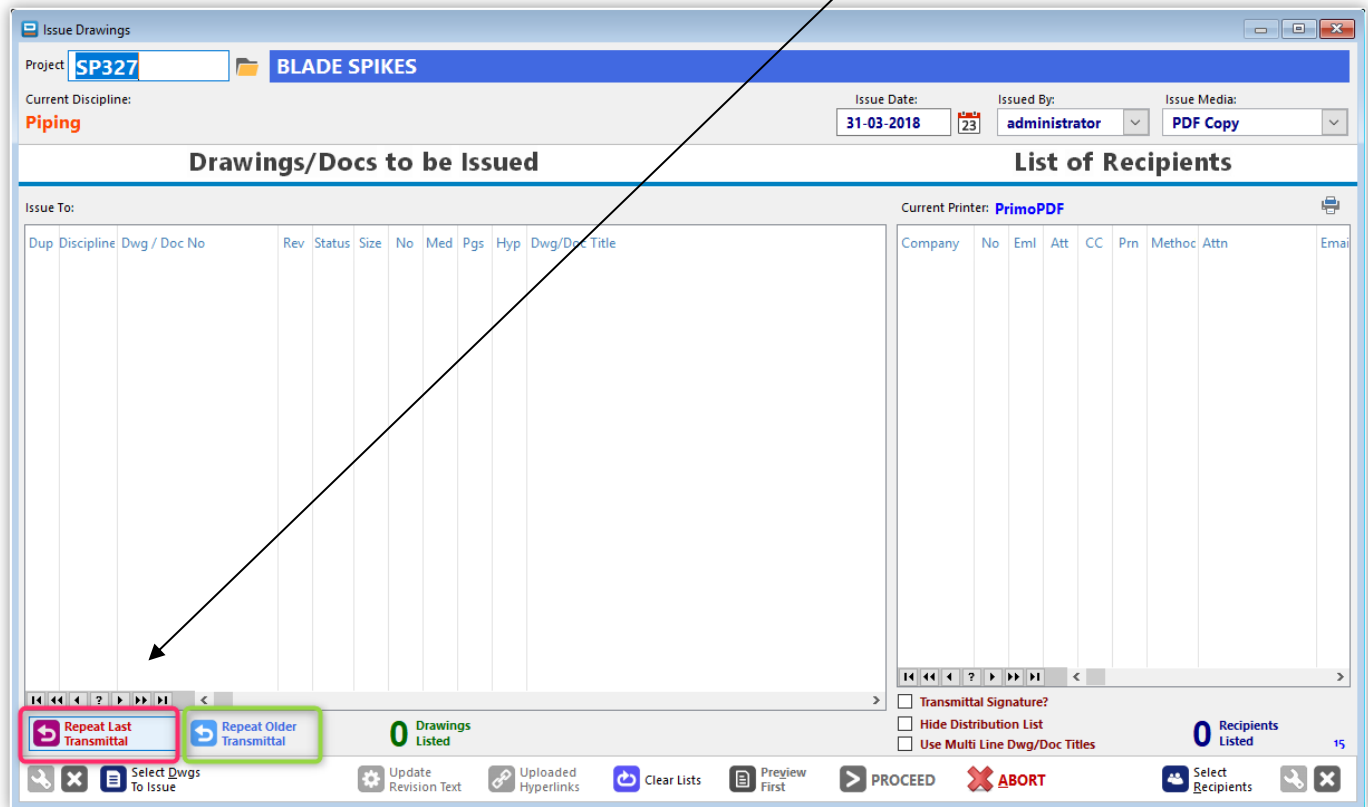 Issue Drawings
Project SP327 BLADE SPIKES
Current Discipline: Issue Date: Issued By: Issue Media:
Piping 31-03-2018 23 administrator PDF Copy
Drawings/Docs to be Issued List of Recipients
Issue To: Current Printer: PrimoPDF
Dup Discipline Dwg / Doc No Rev Status Size No Med Pgs Hyp Dwg/Doc Title Company No Eml Att CC Prn Method Attn Emai
?
?
Transmittal Signature?
Repeat Last Transmittal
Repeat Older Transmittal
0 Drawings Listed
Hide Distribution List
Use Multi Line Dwg/Doc Titles
0 Recipients Listed
15
Select Dwgs To Issue
Update Revision Text
Uploaded Hyperlinks
Clear Lists
Preview First
PROCEED
ABORT
Select Recipients